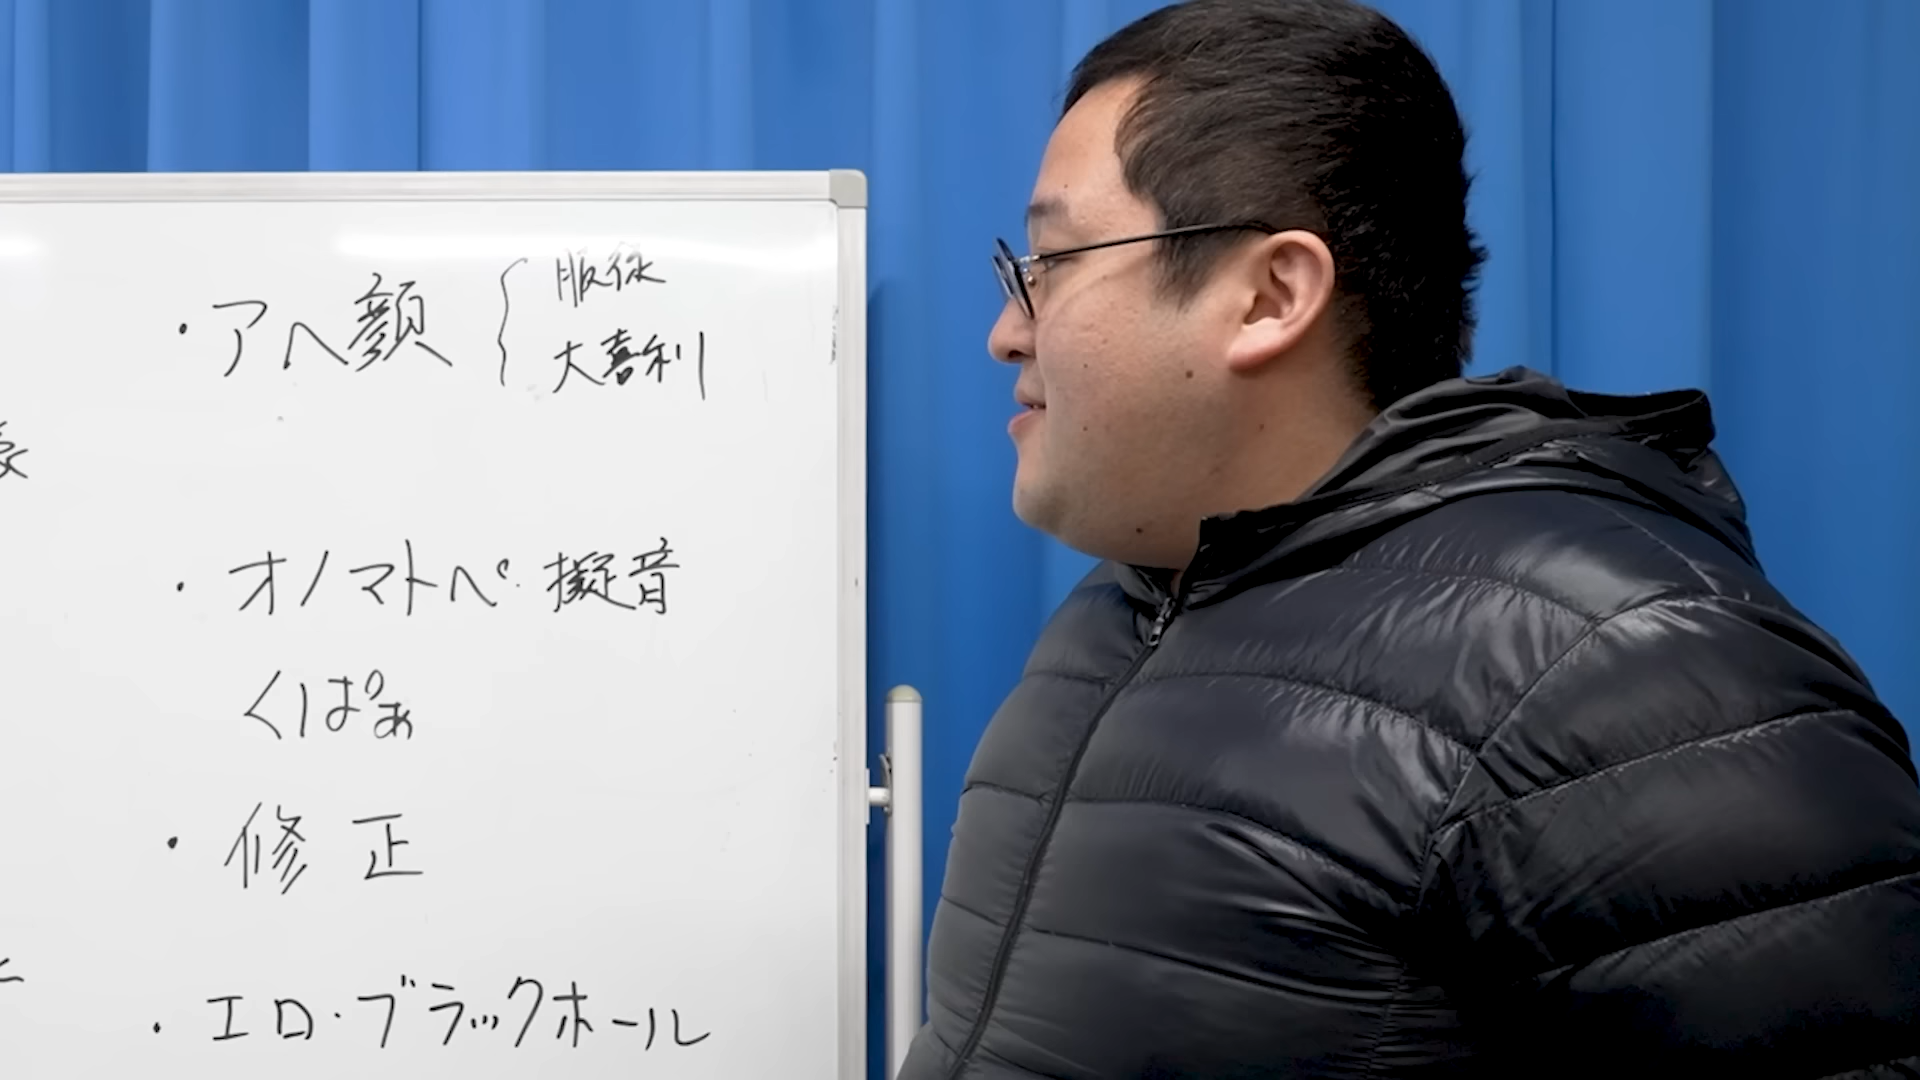 ・アヘ顔 { 服従
大喜利
・オノマトペ・擬音
くぱぁ
・修正
・エロ・ブラックホール